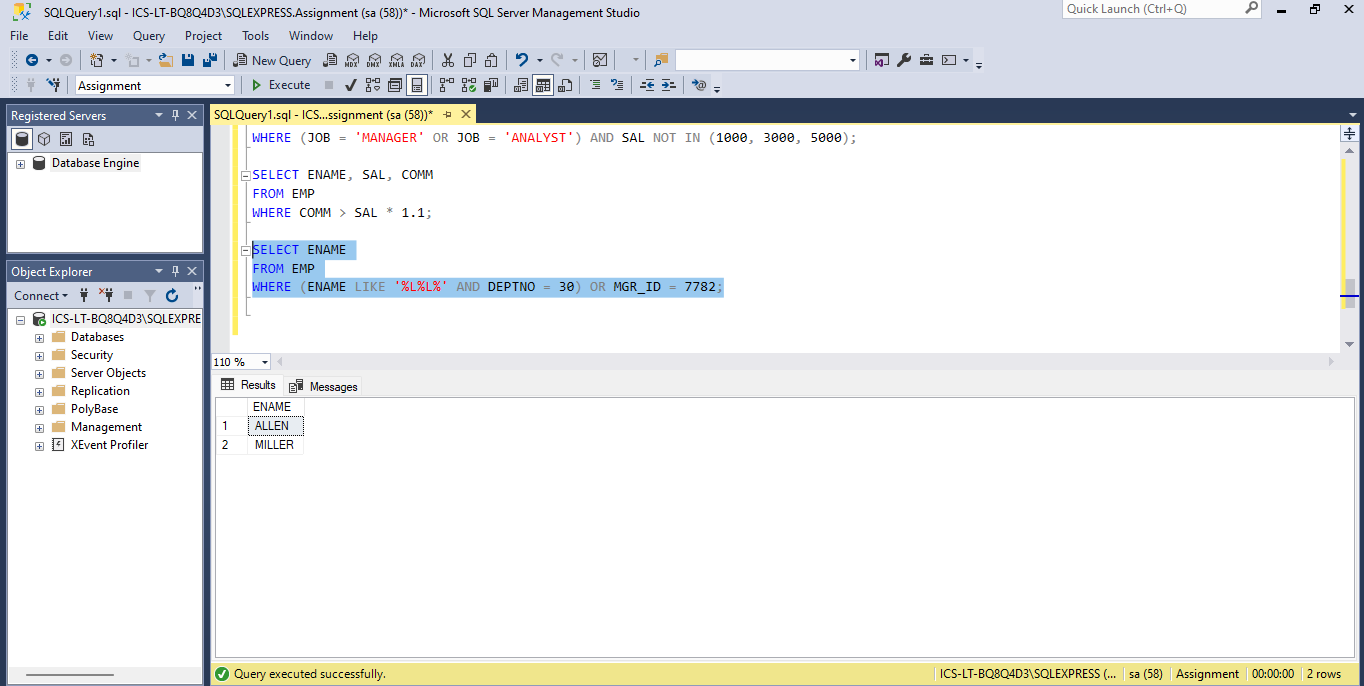 SQLQuery1.sql - ICS-LT-BQ8Q4D3\SQLEXPRESS.Assignment (sa (58))* - Microsoft SQL Server Management Studio
Quick Launch (Ctrl+Q)
File Edit View Query Project Tools Window Help
New Query MDX DMX XMLA DAX
Assignment Execute
Registered Servers
Database Engine
Object Explorer
Connect
ICS-LT-BQ8Q4D3\SQLEXPRE
Databases
Security
Server Objects
Replication
PolyBase
Management
XEvent Profiler
SQLQuery1.sql - ICS...ssignment (sa (58))*
WHERE (JOB = 'MANAGER' OR JOB = 'ANALYST') AND SAL NOT IN (1000, 3000, 5000);
SELECT ENAME, SAL, COMM
FROM EMP
WHERE COMM > SAL * 1.1;
SELECT ENAME
FROM EMP
WHERE (ENAME LIKE '%L%L%' AND DEPTNO = 30) OR MGR_ID = 7782;
110 %
Results Messages
ENAME
1 ALLEN
2 MILLER
Query executed successfully.
ICS-LT-BQ8Q4D3\SQLEXPRESS (... sa (58) Assignment 00:00:00 2 rows